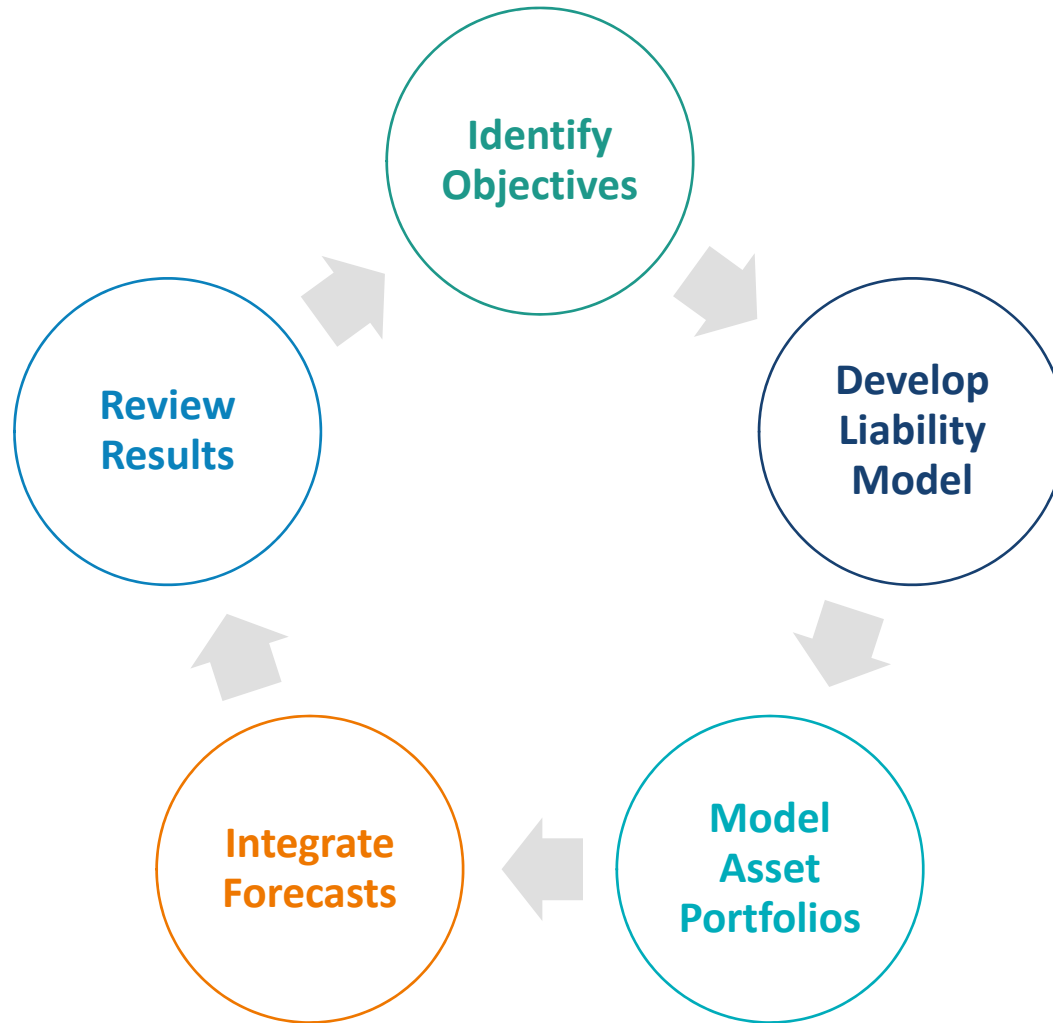 Identify
Objectives
Develop
Liability
Model
Model
Asset
Portfolios
Integrate
Forecasts
Review
Results